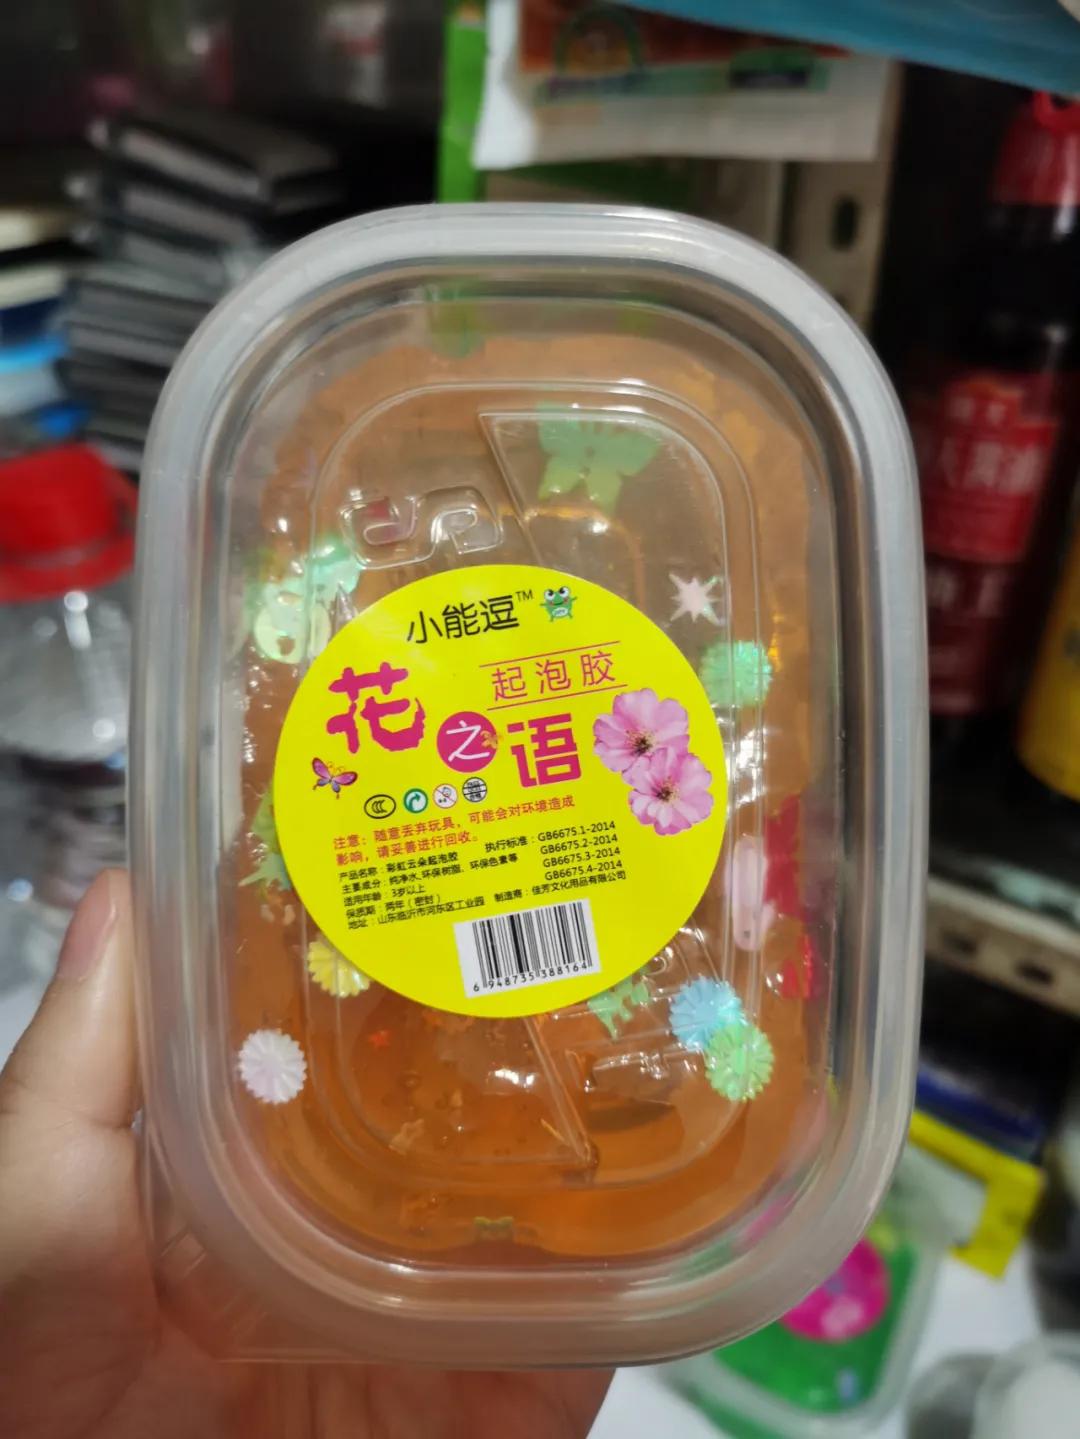 小能逗™
起泡胶
花之语
注意：随意丢弃玩具，可能会对环境造成
影响，请妥善进行回收。
产品名称：彩虹云朵起泡胶 执行标准：GB6675.1-2014
主要成分：纯净水、环保树脂、环保色素等 GB6675.2-2014
适用年龄：3岁以上 GB6675.3-2014
保质期：两年（密封） GB6675.4-2014
地址：山东临沂市河东区工业园 制造商：佳芳文化用品有限公司
6 948735 388164